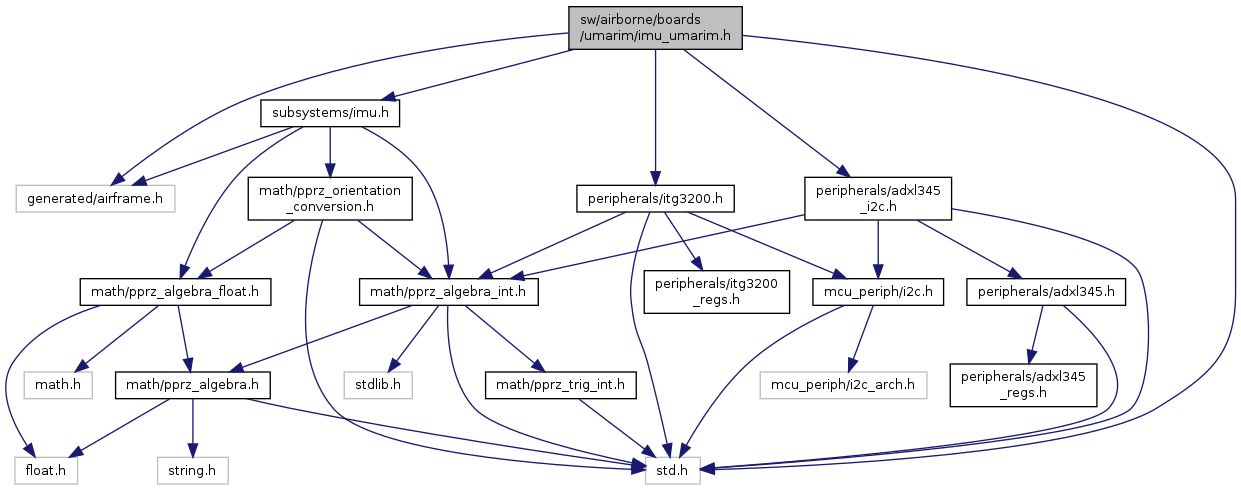 sw/airborne/boards
/umarim/imu_umarim.h
subsystems/imu.h
generated/airframe.h
math/pprz_orientation
_conversion.h
peripherals/itg3200.h
peripherals/adxl345
_i2c.h
math/pprz_algebra_float.h
math/pprz_algebra_int.h
peripherals/itg3200
_regs.h
mcu_periph/i2c.h
peripherals/adxl345.h
math.h
math/pprz_algebra.h
stdlib.h
math/pprz_trig_int.h
mcu_periph/i2c_arch.h
peripherals/adxl345
_regs.h
float.h
string.h
std.h